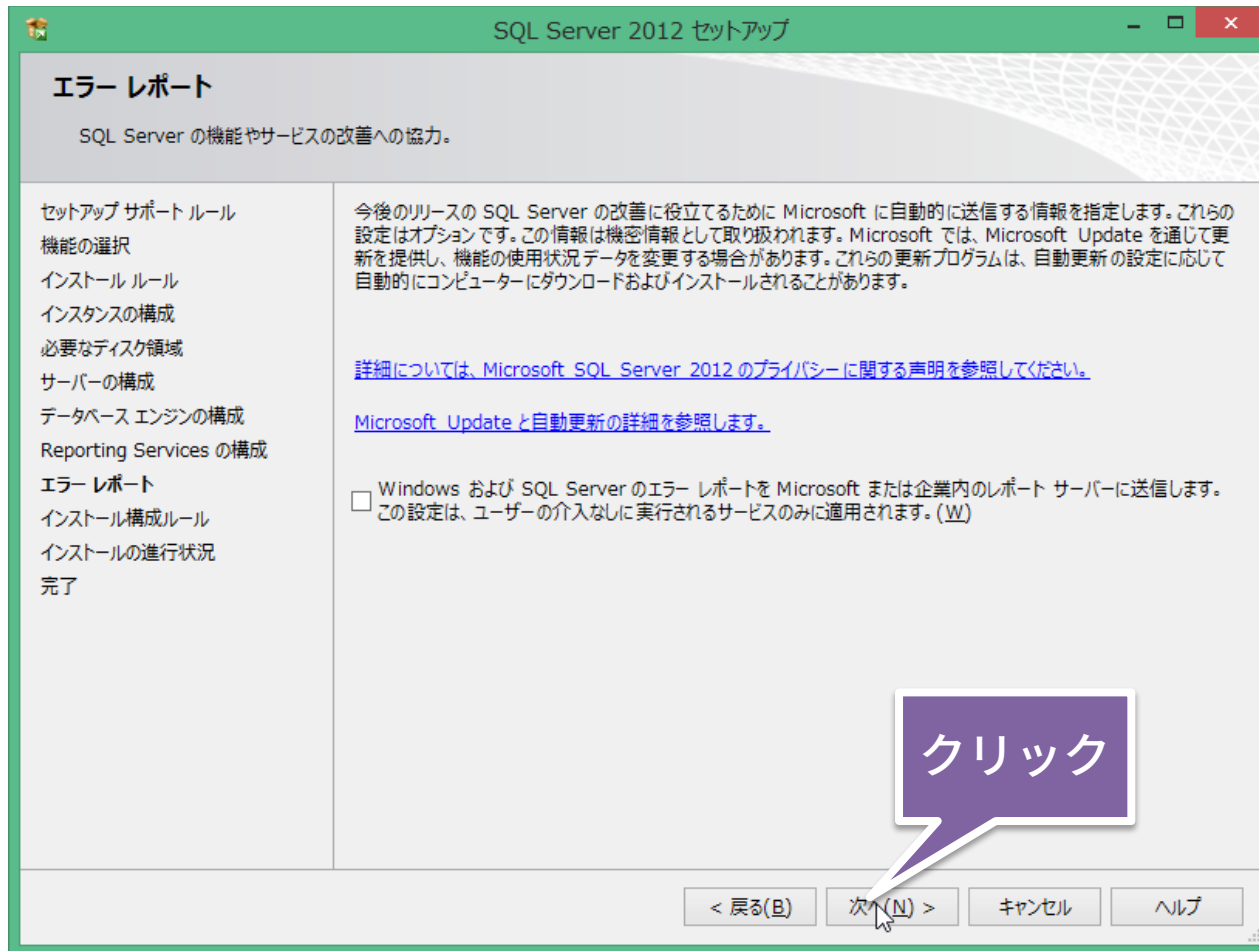 SQL Server 2012 セットアップ
エラー レポート
SQL Server の機能やサービスの改善への協力。
セットアップ サポート ルール
機能の選択
インストール ルール
インスタンスの構成
必要なディスク領域
サーバーの構成
データベース エンジンの構成
Reporting Services の構成
エラー レポート
インストール構成ルール
インストールの進行状況
完了
今後のリリースの SQL Server の改善に役立てるために Microsoft に自動的に送信する情報を指定します。これらの
設定はオプションです。この情報は機密情報として取り扱われます。Microsoft では、Microsoft Update を通じて更
新を提供し、機能の使用状況データを変更する場合があります。これらの更新プログラムは、自動更新の設定に応じて
自動的にコンピューターにダウンロードおよびインストールされることがあります。
詳細については、Microsoft SQL Server 2012 のプライバシーに関する声明を参照してください。
Microsoft Update と自動更新の詳細を参照します。
Windows および SQL Server のエラー レポートを Microsoft または企業内のレポート サーバーに送信します。
この設定は、ユーザーの介入なしに実行されるサービスのみに適用されます。(W)
クリック
< 戻る(B)
次へ(N) >
キャンセル
ヘルプ